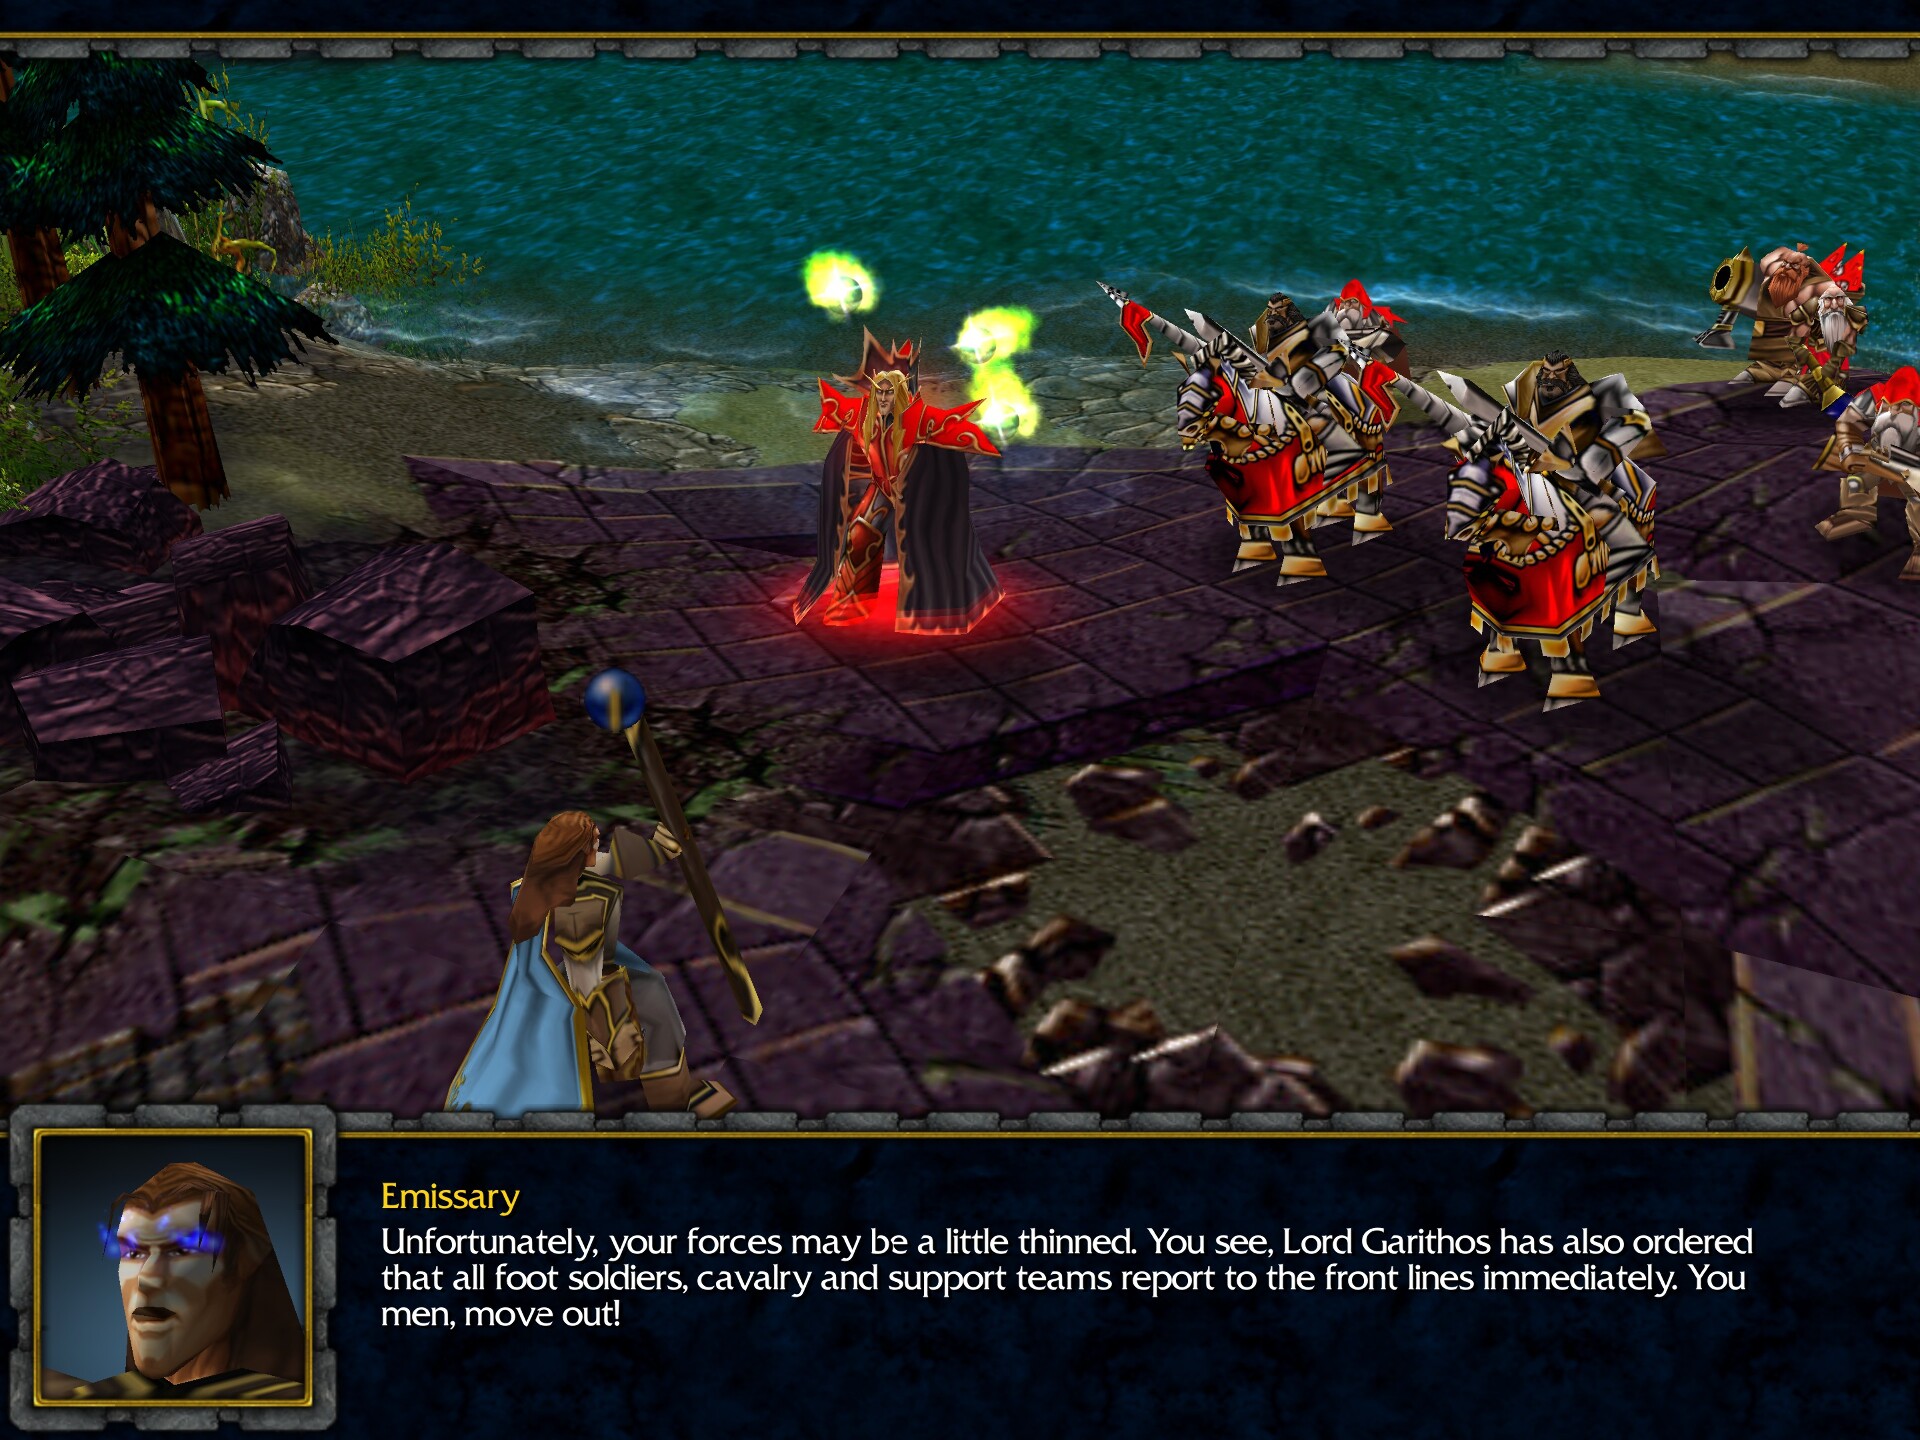 Emissary
Unfortunately, your forces may be a little thinned. You see, Lord Garithos has also ordered
that all foot soldiers, cavalry and support teams report to the front lines immediately. You
men, move out!